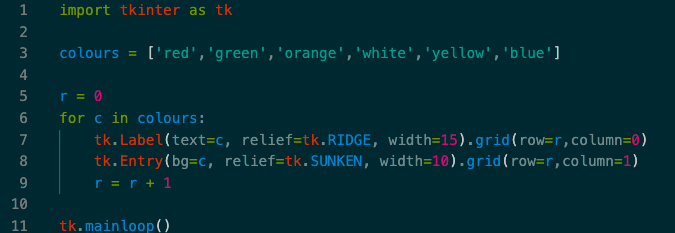 1 import tkinter as tk
2
3 colours = ['red','green','orange','white','yellow','blue']
4
5 r = 0
6 for c in colours:
7     tk.Label(text=c, relief=tk.RIDGE, width=15).grid(row=r,column=0)
8     tk.Entry(bg=c, relief=tk.SUNKEN, width=10).grid(row=r,column=1)
9     r = r + 1
10
11 tk.mainloop()